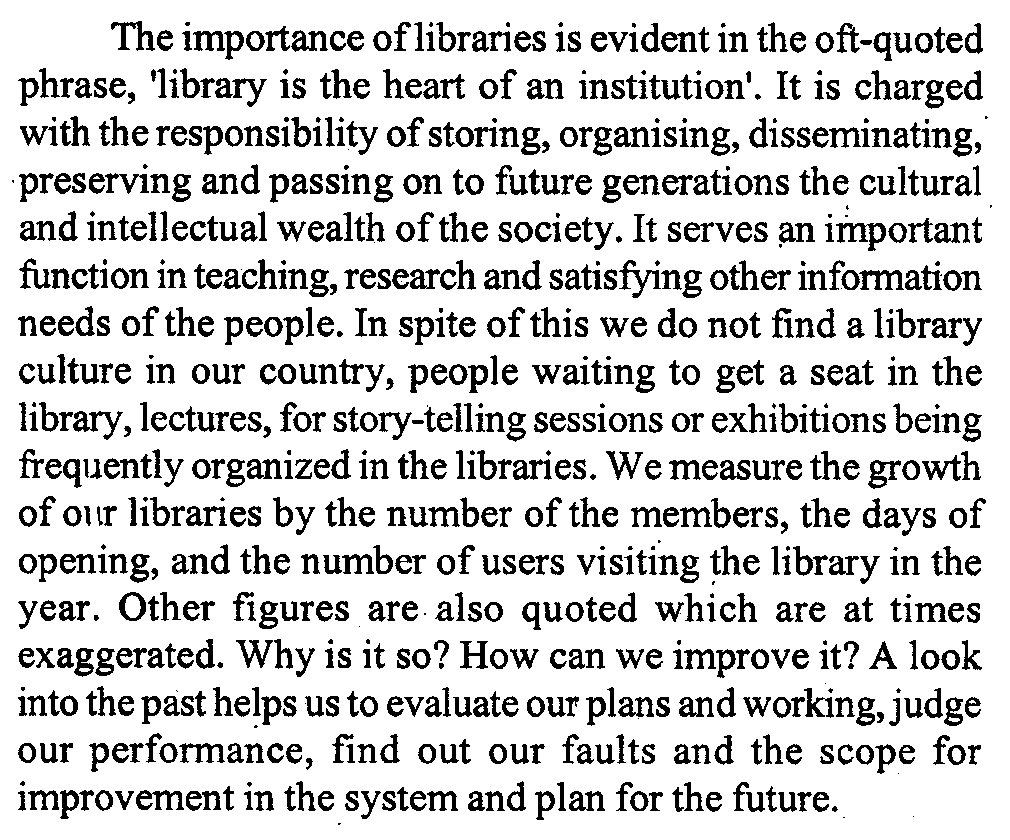 The importance of libraries is evident in the oft-quoted
phrase, 'library is the heart of an institution'. It is charged
with the responsibility of storing, organising, disseminating,
preserving and passing on to future generations the cultural
and intellectual wealth of the society. It serves an important
function in teaching, research and satisfying other information
needs of the people. In spite of this we do not find a library
culture in our country, people waiting to get a seat in the
library, lectures, for story-telling sessions or exhibitions being
frequently organized in the libraries. We measure the growth
of our libraries by the number of the members, the days of
opening, and the number of users visiting the library in the
year. Other figures are also quoted which are at times
exaggerated. Why is it so? How can we improve it? A look
into the past helps us to evaluate our plans and working, judge
our performance, find out our faults and the scope for
improvement in the system and plan for the future.